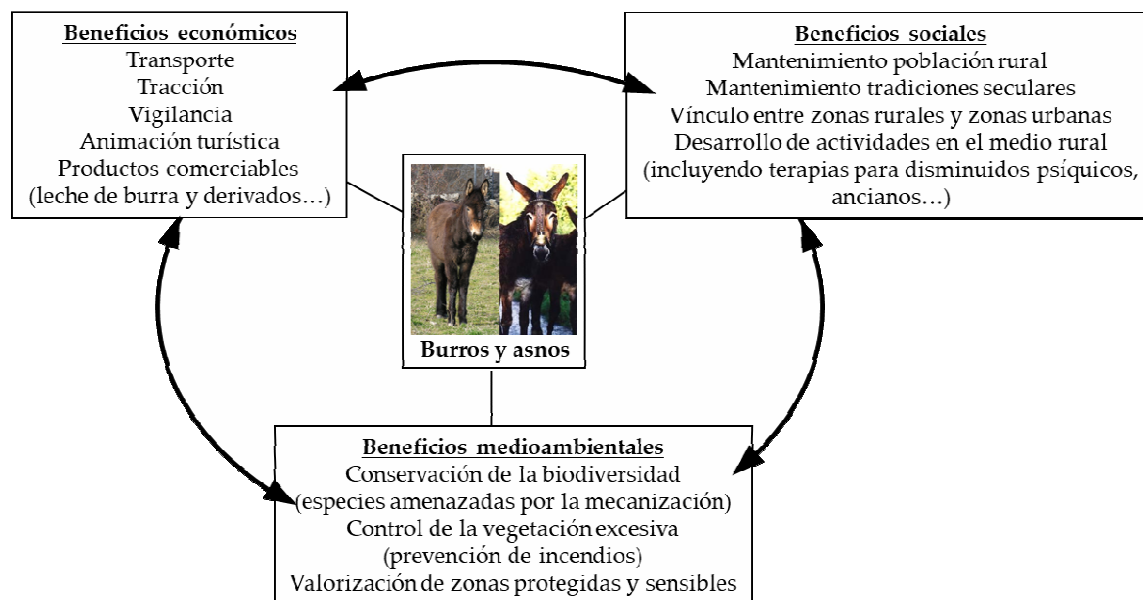 Beneficios económicos
Transporte
Tracción
Vigilancia
Animación turística
Productos comerciables
(leche de burra y derivados...)
Beneficios sociales
Mantenimiento población rural
Mantenimiento tradiciones seculares
Vínculo entre zonas rurales y zonas urbanas
Desarrollo de actividades en el medio rural
(incluyendo terapias para disminuidos psíquicos,
ancianos...)
Burros y asnos
Beneficios medioambientales
Conservación de la biodiversidad
(especies amenazadas por la mecanización)
Control de la vegetación excesiva
(prevención de incendios)
Valorización de zonas protegidas y sensibles